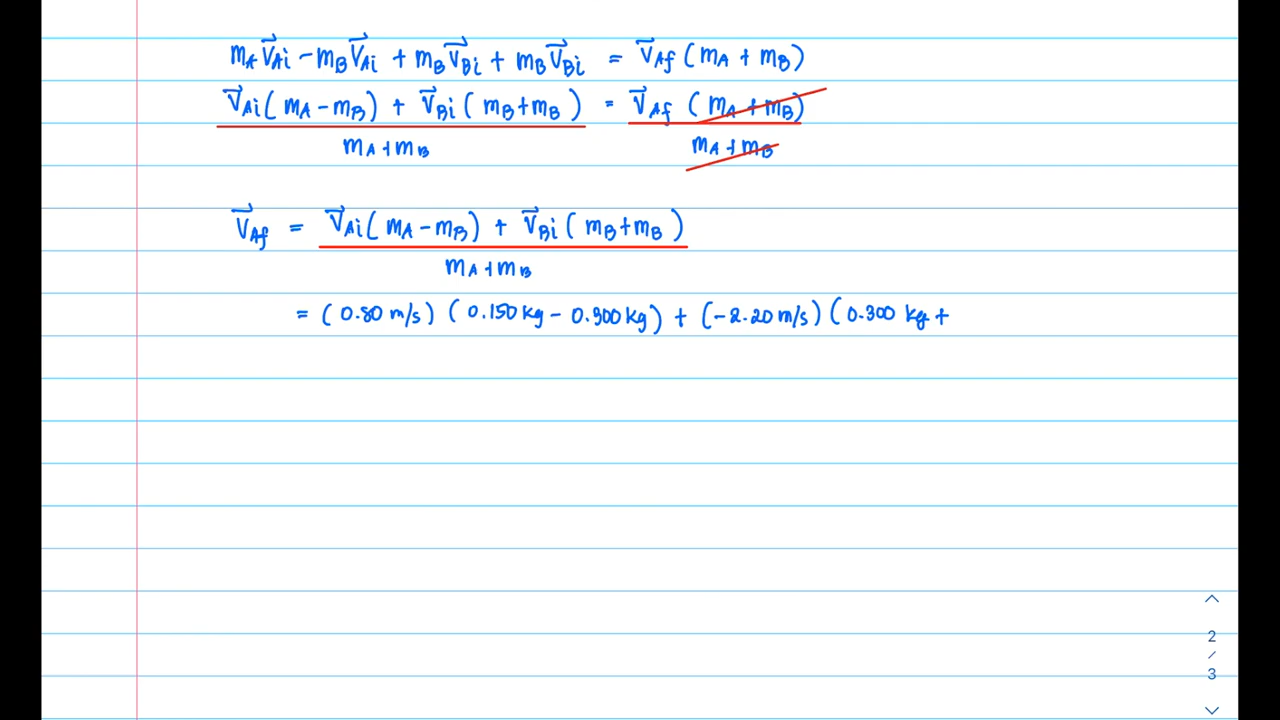 m_A v⃗_Ai − m_B v⃗_Ai + m_B v⃗_Bi + m_B v⃗_Bi = v⃗_Af (m_A + m_B)
v⃗_Ai (m_A − m_B) + v⃗_Bi (m_B + m_B) = v⃗_Af (m_A + m_B)
m_A + m_B m_A + m_B
v⃗_Af = v⃗_Ai (m_A − m_B) + v⃗_Bi (m_B + m_B)
m_A + m_B
= (0.80 m/s) (0.150 kg − 0.300 kg) + (−2.20 m/s) (0.300 kg +
2
/
3